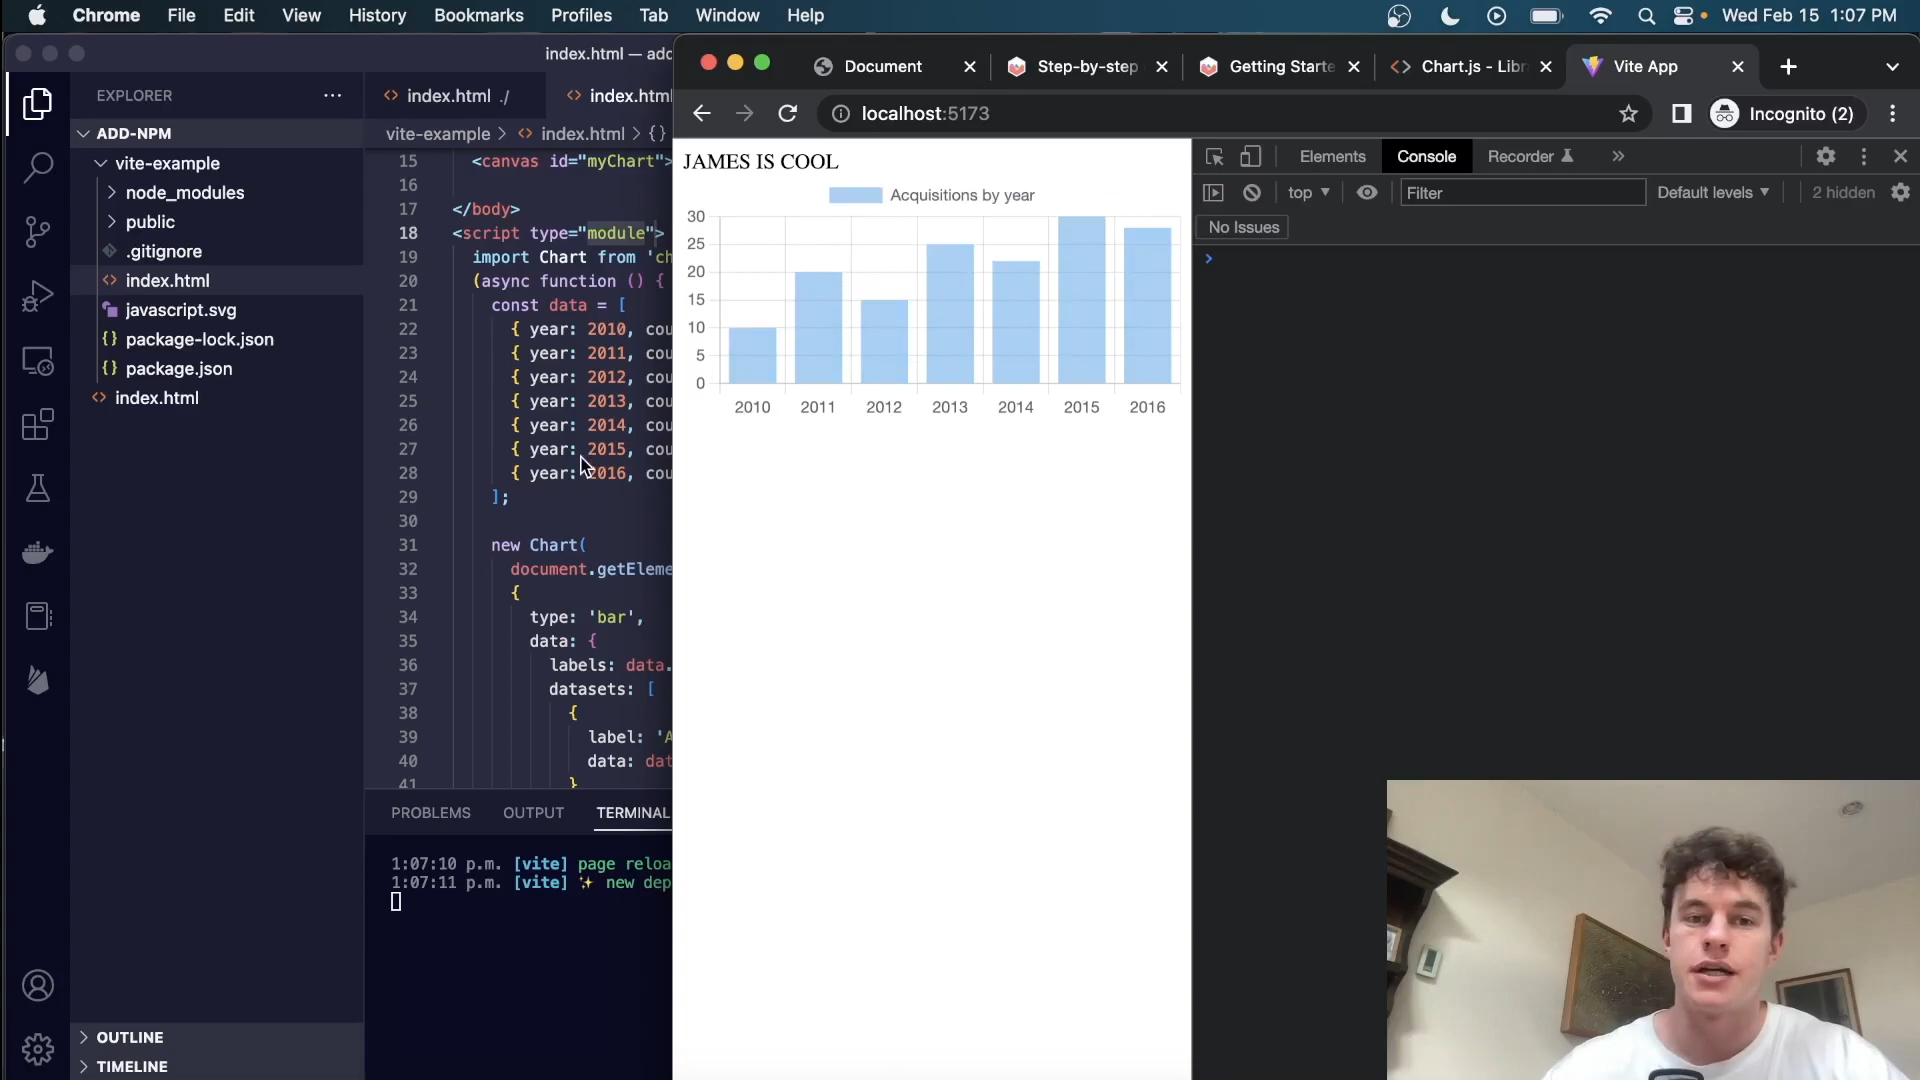 Chrome File Edit View History Bookmarks Profiles Tab Window Help Wed Feb 15 1:07 PM
index.html — add
EXPLORER
ADD-NPM
vite-example
node_modules
public
.gitignore
index.html
javascript.svg
package-lock.json
package.json
index.html
OUTLINE
TIMELINE
index.html ./ index.html
vite-example > index.html > {}
15 <canvas id="myChart">
16
17 </body>
18 <script type="module">
19 import Chart from 'ch
20 (async function () {
21 const data = [
22 { year: 2010, cou
23 { year: 2011, cou
24 { year: 2012, cou
25 { year: 2013, cou
26 { year: 2014, cou
27 { year: 2015, cou
28 { year: 2016, cou
29 ];
30
31 new Chart(
32 document.getEleme
33 {
34 type: 'bar',
35 data: {
36 labels: data.
37 datasets: [
38 {
39 label: 'A
40 data: dat
41 }
PROBLEMS OUTPUT TERMINAL
1:07:10 p.m. [vite] page reloa
1:07:11 p.m. [vite] ✨ new dep
Document Step-by-step Getting Starte Chart.js - Libr Vite App
localhost:5173 Incognito (2)
JAMES IS COOL
Acquisitions by year
30
25
20
15
10
5
0
2010 2011 2012 2013 2014 2015 2016
Elements Console Recorder
top Filter Default levels 2 hidden
No Issues